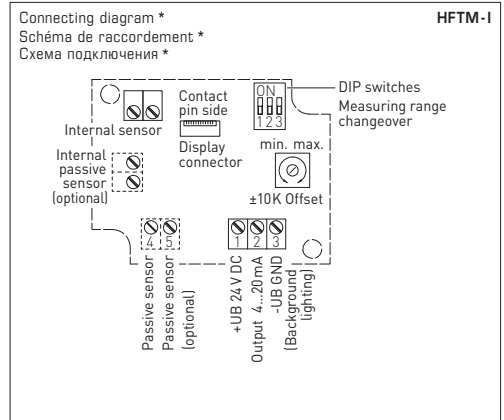 Connecting diagram *
HFTM-I
Schéma de raccordement *
Схема подключения *
ON
1 2 3
DIP switches
Measuring range
changeover
Contact
pin side
Internal sensor
Display
connector
min. max.
±10K Offset
Internal
passive
sensor
(optional)
4 5
1 2 3
Passive sensor
Passive sensor
(optional)
+UB 24 V DC
Output 4...20 mA
-UB GND
(Background
lighting)